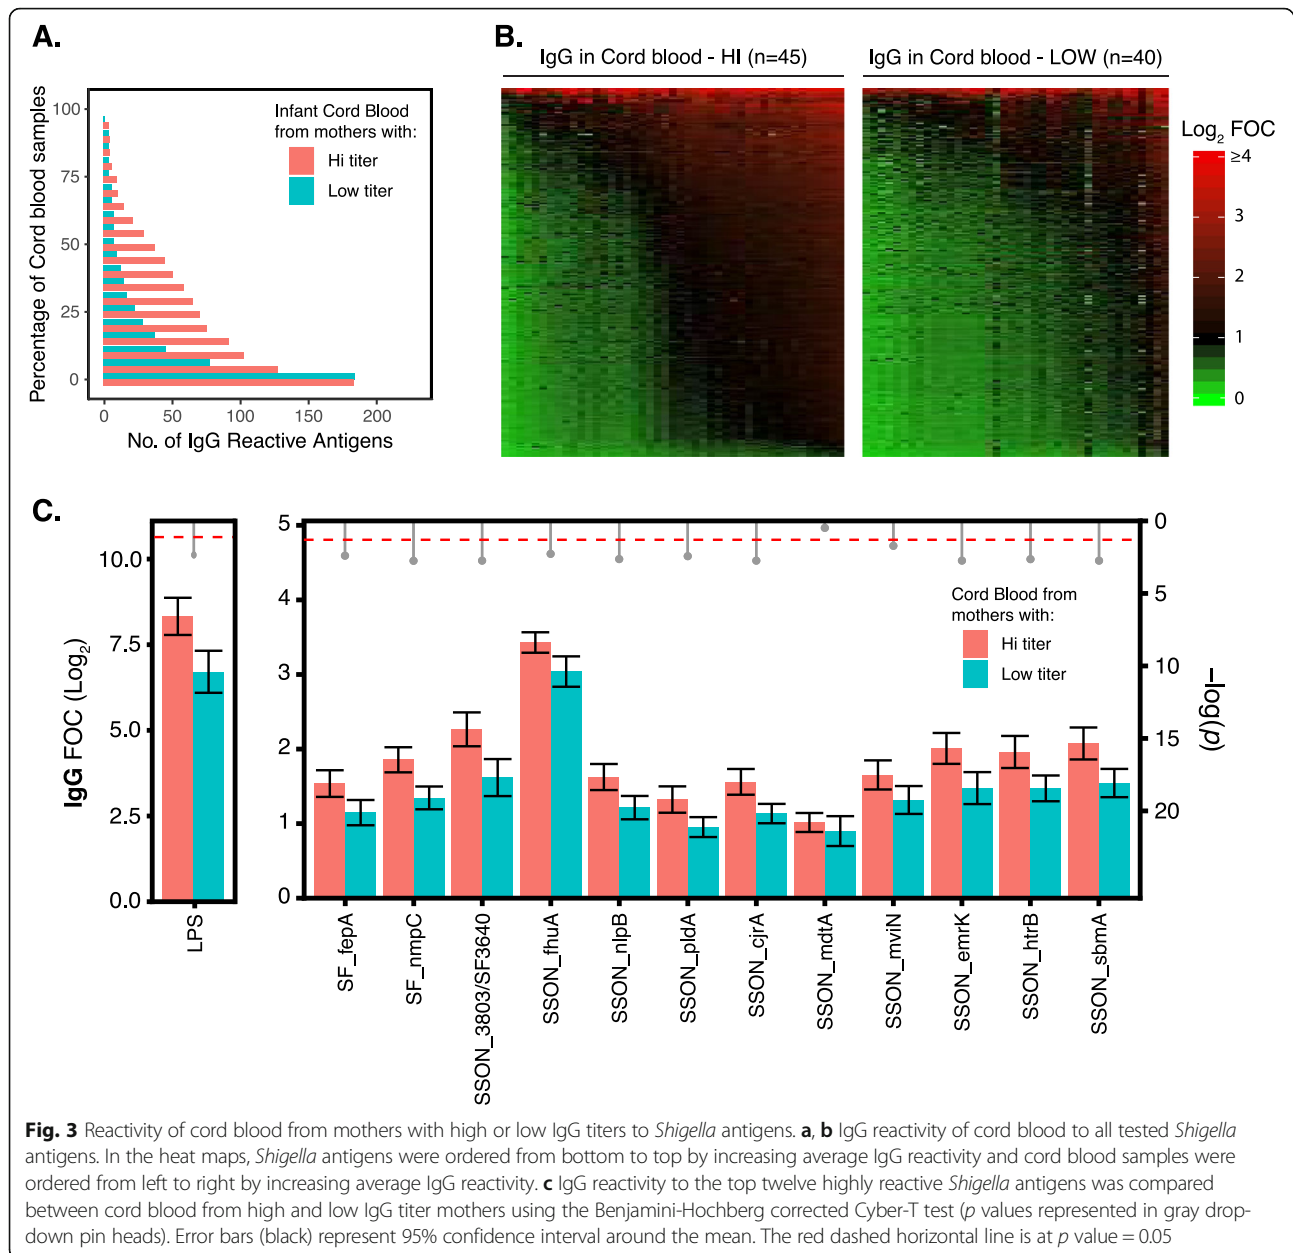 A.
Percentage of Cord blood samples
100
75
50
25
0
Infant Cord Blood
from mothers with:
Hi titer
Low titer
0 50 100 150 200
No. of IgG Reactive Antigens
B.
IgG in Cord blood - HI (n=45)
IgG in Cord blood - LOW (n=40)
Log2 FOC
≥4
3
2
1
0
C.
IgG FOC (Log2)
10.0
7.5
5.0
2.5
0.0
LPS
5
4
3
2
1
0
Cord Blood from
mothers with:
Hi titer
Low titer
0
5
10
15
20
−log(p)
SF_fepA
SF_nmpC
SSON_3803/SF3640
SSON_fhuA
SSON_nlpB
SSON_pldA
SSON_cjrA
SSON_mdtA
SSON_mviN
SSON_emrK
SSON_htrB
SSON_sbmA
Fig. 3 Reactivity of cord blood from mothers with high or low IgG titers to Shigella antigens. a, b IgG reactivity of cord blood to all tested Shigella
antigens. In the heat maps, Shigella antigens were ordered from bottom to top by increasing average IgG reactivity and cord blood samples were
ordered from left to right by increasing average IgG reactivity. c IgG reactivity to the top twelve highly reactive Shigella antigens was compared
between cord blood from high and low IgG titer mothers using the Benjamini-Hochberg corrected Cyber-T test (p values represented in gray drop-
down pin heads). Error bars (black) represent 95% confidence interval around the mean. The red dashed horizontal line is at p value = 0.05